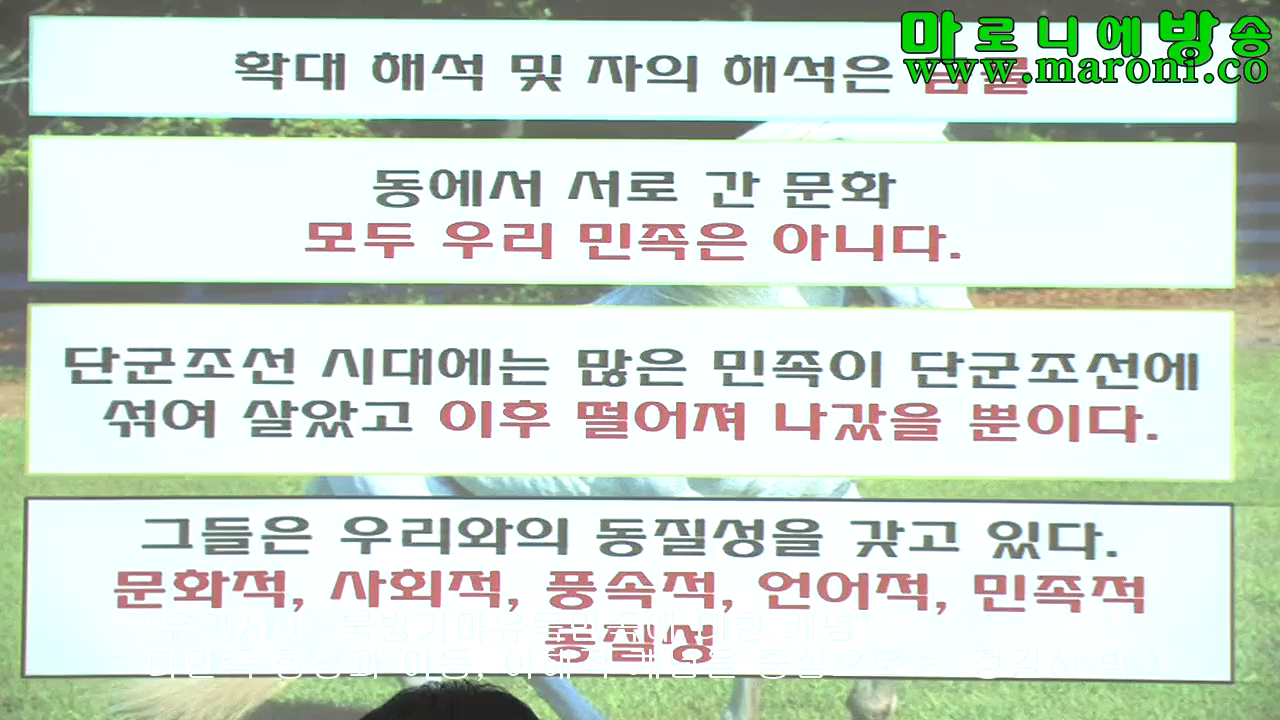 마로니에방송
www.maroni.co
확대 해석 및 자의 해석은
동에서 서로 간 문화
모두 우리 민족은 아니다.
단군조선 시대에는 많은 민족이 단군조선에
섞여 살았고 이후 떨어져 나갔을 뿐이다.
그들은 우리와의 동질성을 갖고 있다.
문화적, 사회적, 풍속적, 언어적, 민족적
동질성